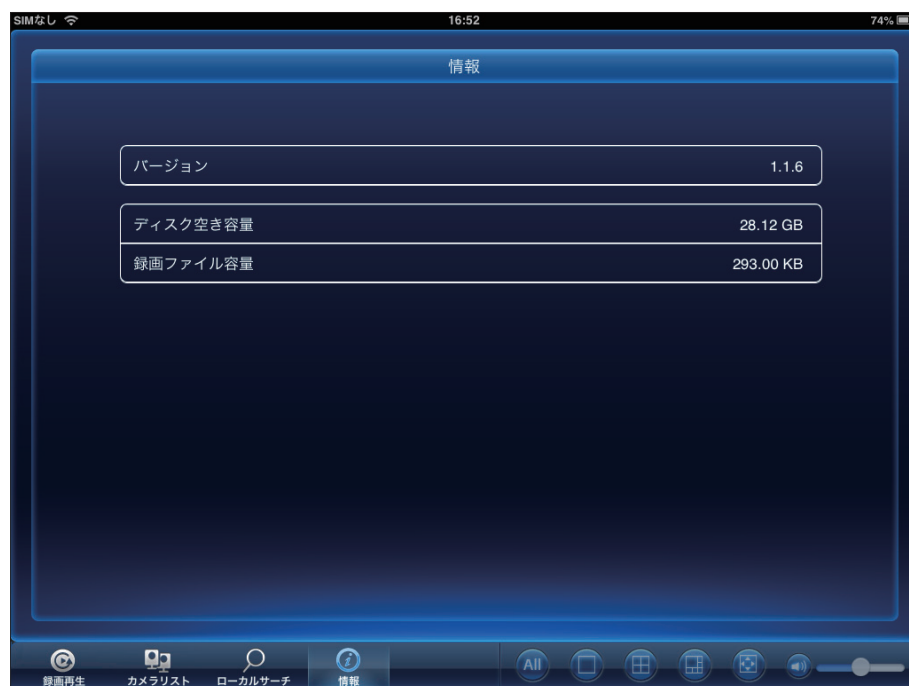 SIMなし 16:52 74%
情報
バージョン 1.1.6
ディスク空き容量 28.12 GB
録画ファイル容量 293.00 KB
All
録画再生 カメラリスト ローカルサーチ 情報